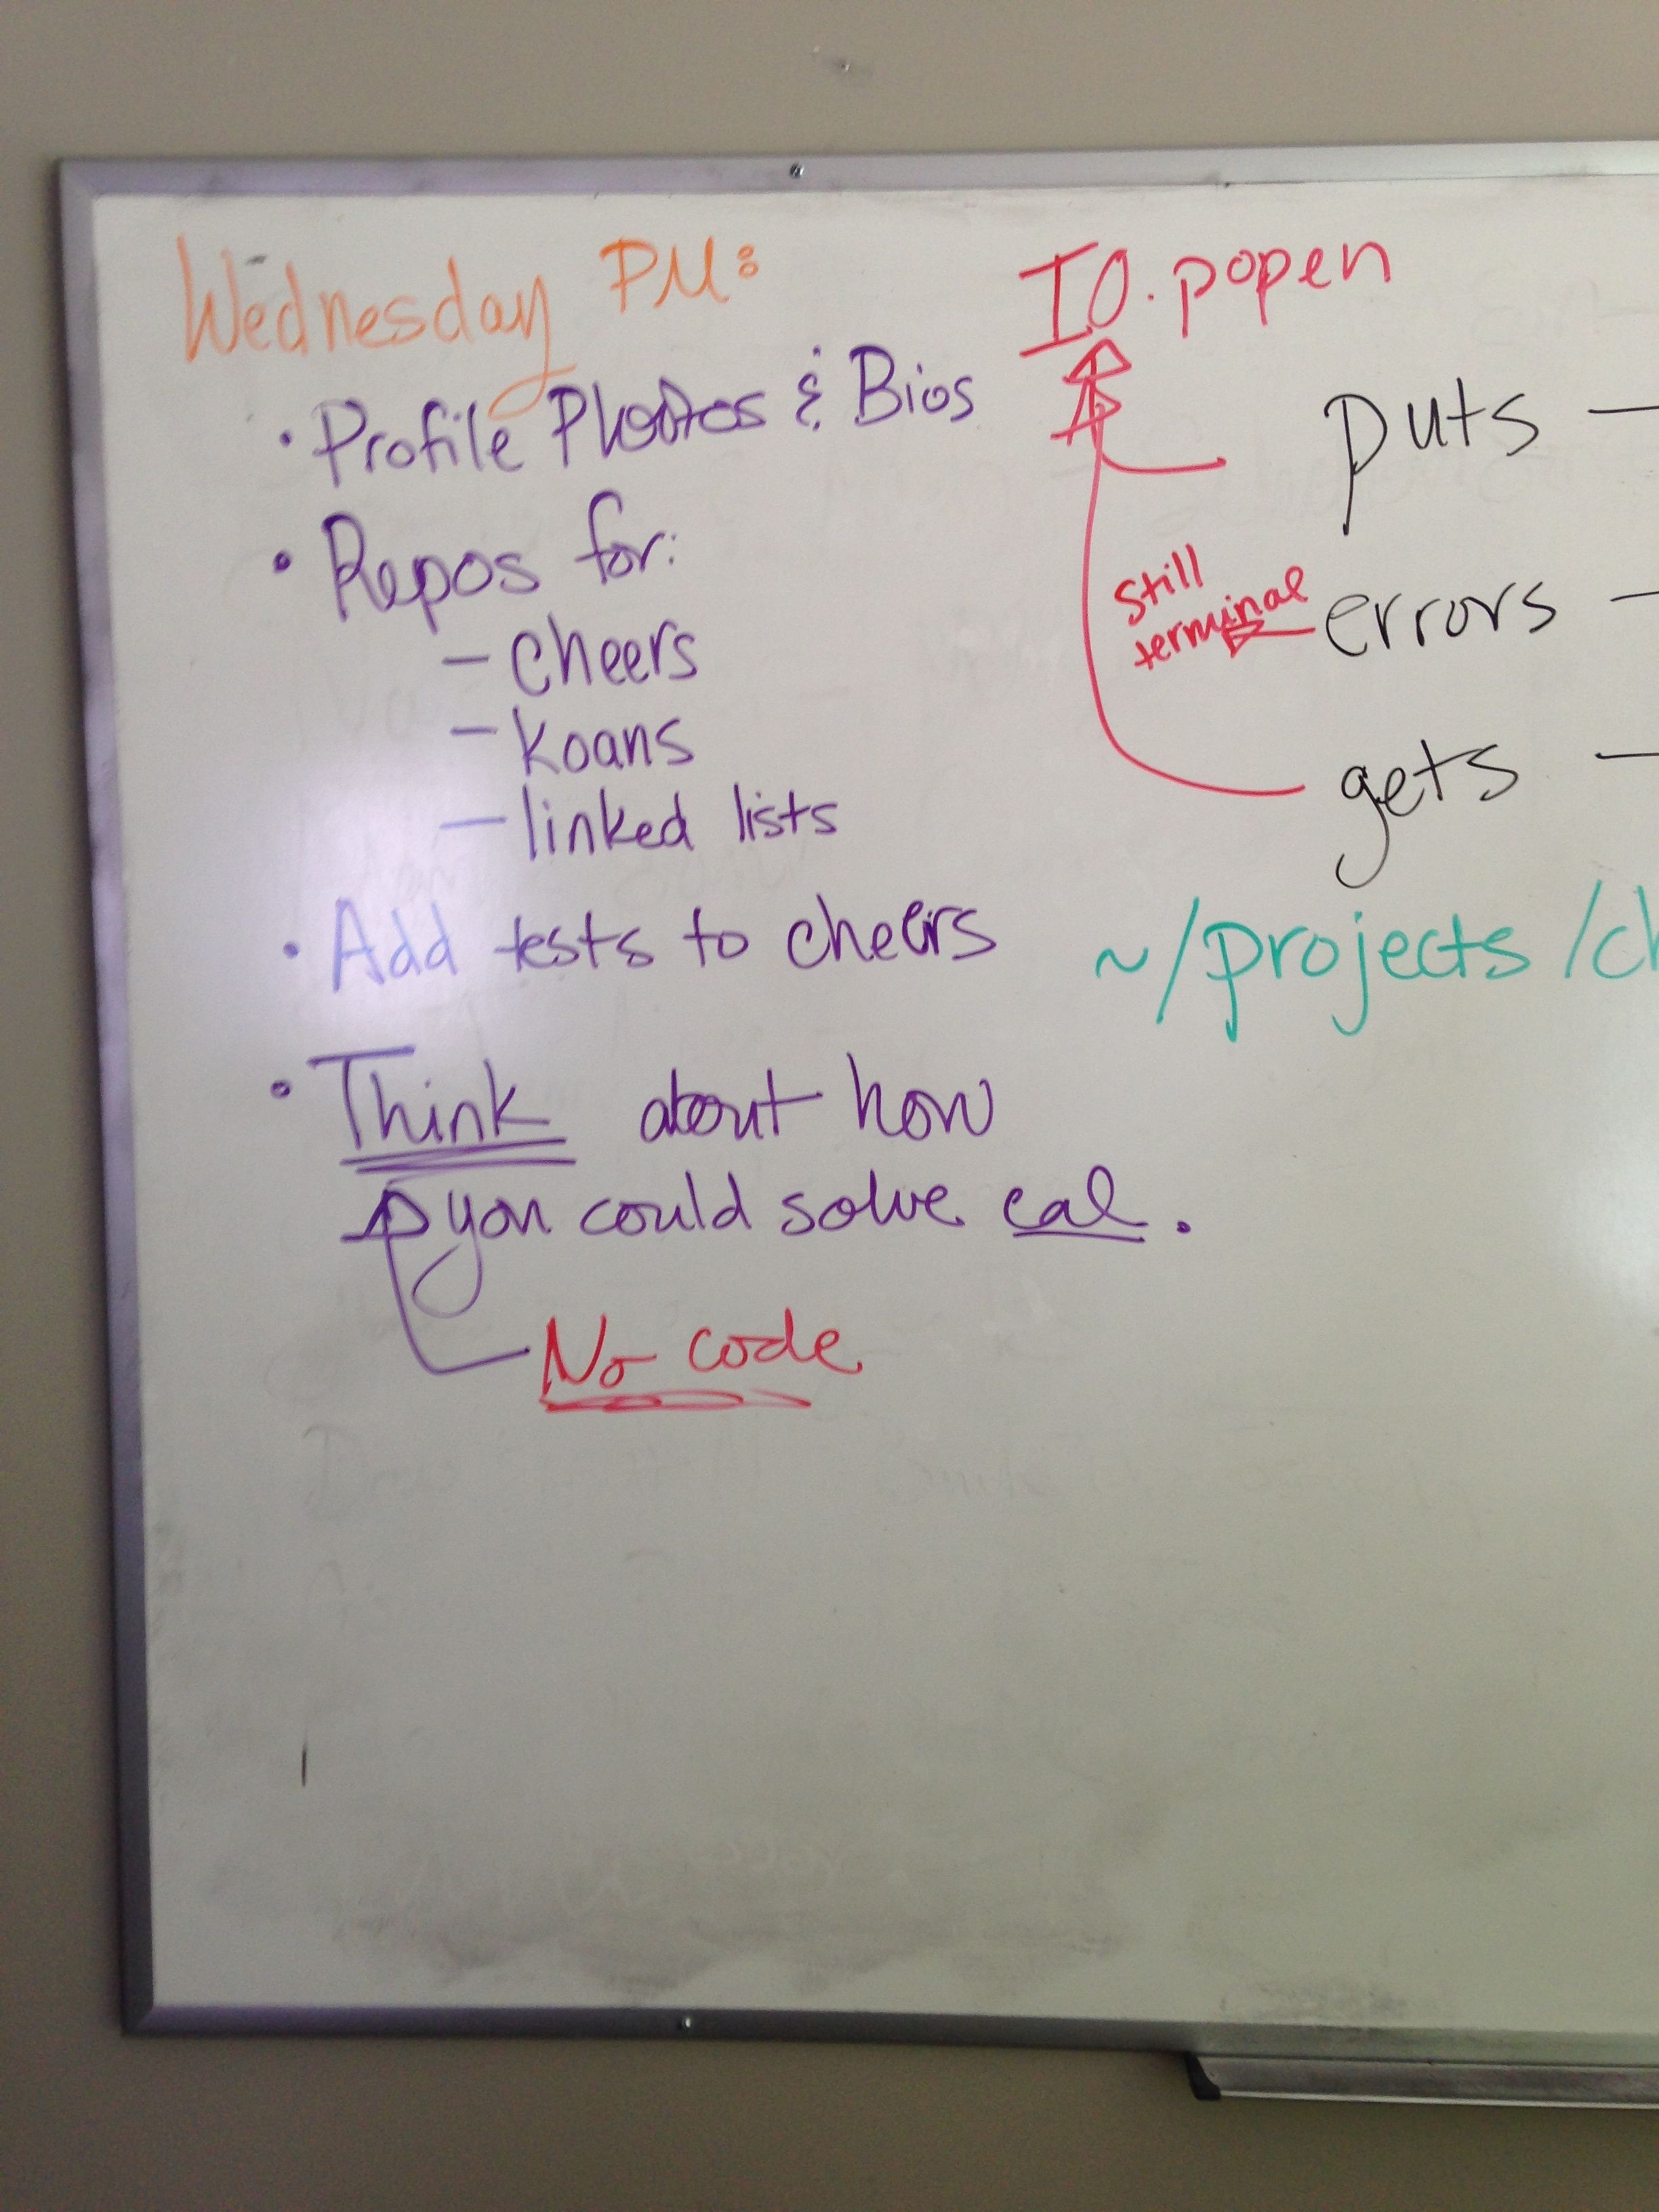 Wednesday PM:
• Profile Photos & Bios
• Repos for:
— cheers
— koans
— linked lists
• Add tests to cheers
• Think about how
you could solve cal.
No code
IO.popen
puts —
Still
terminal
errors —
gets —
~/projects/ch